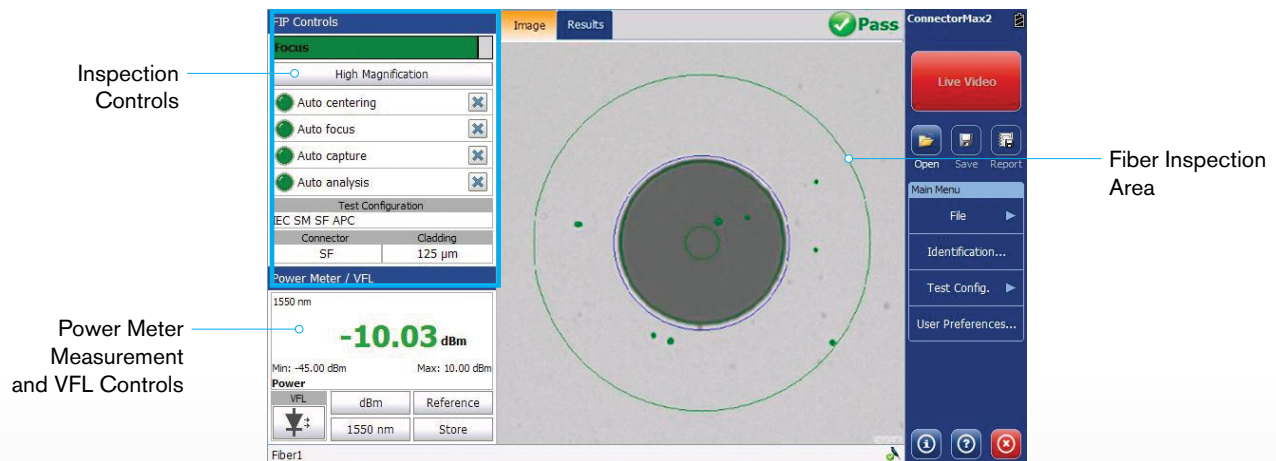 FIP Controls
Focus
High Magnification
Auto centering
Auto focus
Auto capture
Auto analysis
Test Configuration
IEC SM SF APC
Connector Cladding
SF 125 µm
Power Meter / VFL
1550 nm
-10.03 dBm
Min: -45.00 dBm Max: 10.00 dBm
Power
VFL
dBm Reference
1550 nm Store
Fiber1
Image Results
Pass
ConnectorMax2
Live Video
Open Save Report
Main Menu
File
Identification...
Test Config.
User Preferences...
Inspection
Controls
Power Meter
Measurement
and VFL Controls
Fiber Inspection
Area